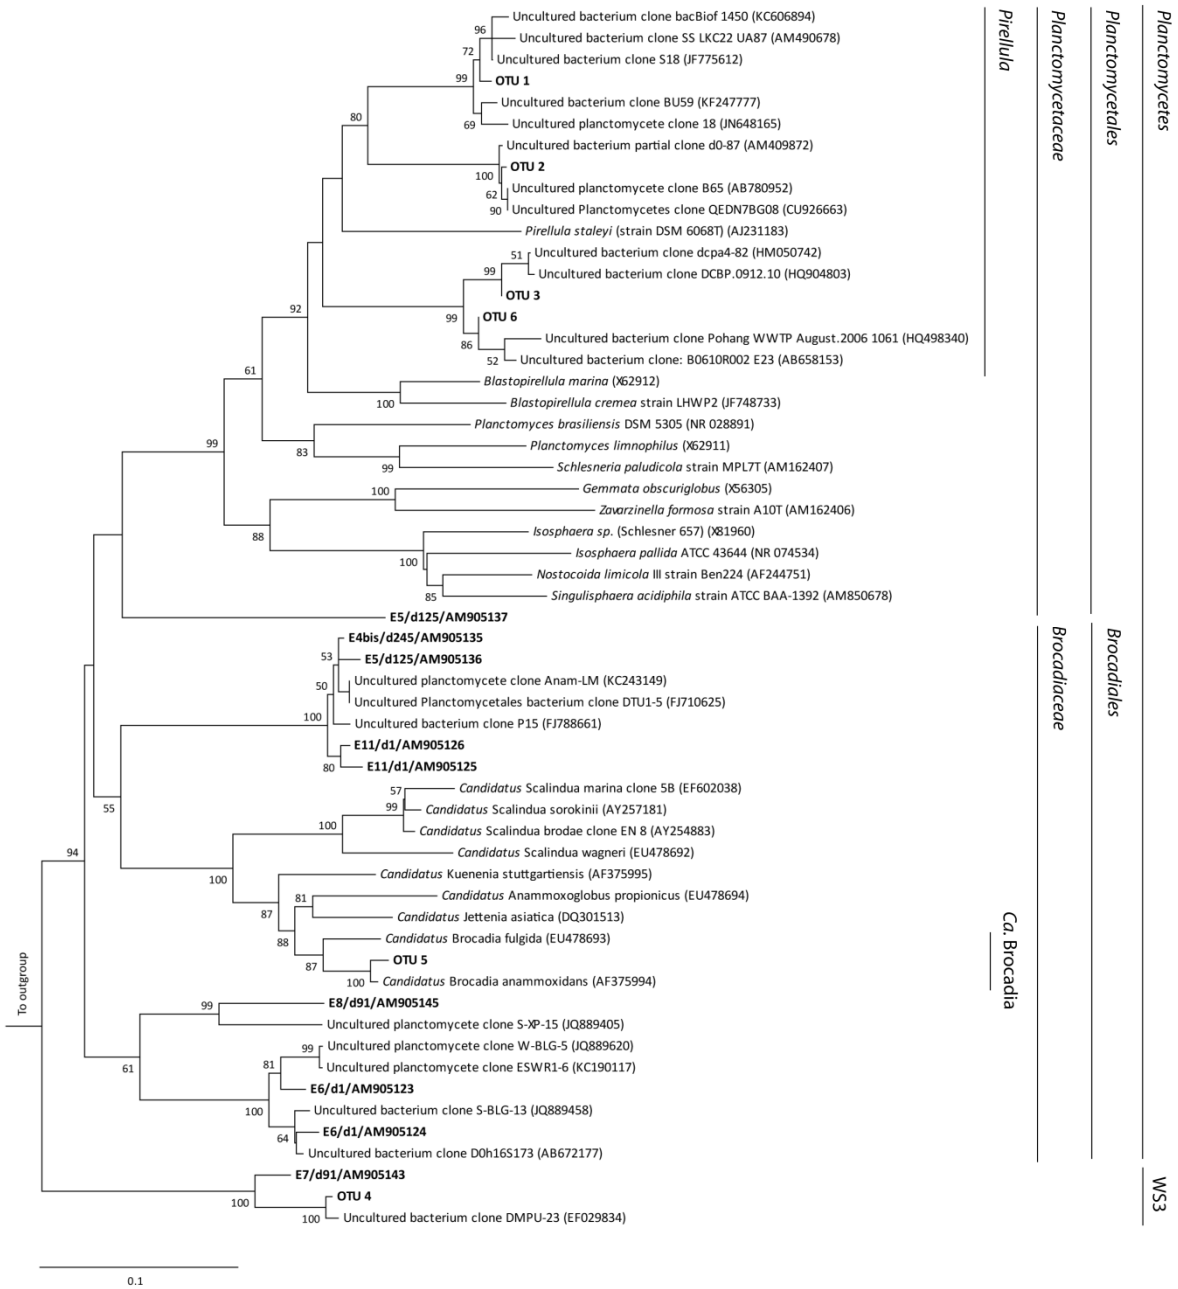 Uncultured bacterium clone bacBiof 1450 (KC606894)
96
Uncultured bacterium clone SS LKC22 UA87 (AM490678)
72
Uncultured bacterium clone S18 (JF775612)
99
OTU 1
Uncultured bacterium clone BU59 (KF247777)
69
Uncultured planctomycete clone 18 (JN648165)
80
Uncultured bacterium partial clone d0-87 (AM409872)
OTU 2
100
Uncultured planctomycete clone B65 (AB780952)
62
90
Uncultured Planctomycetes clone QEDN7BG08 (CU926663)
Pirellula staleyi (strain DSM 6068T) (AJ231183)
51
Uncultured bacterium clone dcpa4-82 (HM050742)
99
Uncultured bacterium clone DCBP.0912.10 (HQ904803)
OTU 3
99
OTU 6
92
86
Uncultured bacterium clone Pohang WWTP August.2006 1061 (HQ498340)
52
Uncultured bacterium clone: B0610R002 E23 (AB658153)
61
Blastopirellula marina (X62912)
100
Blastopirellula cremea strain LHWP2 (JF748733)
Planctomyces brasiliensis DSM 5305 (NR 028891)
99
83
Planctomyces limnophilus (X62911)
99
Schlesneria paludicola strain MPL7T (AM162407)
100
Gemmata obscuriglobus (X56305)
Zavarzinella formosa strain A10T (AM162406)
88
Isosphaera sp. (Schlesner 657) (X81960)
100
Isosphaera pallida ATCC 43644 (NR 074534)
Nostocoida limicola III strain Ben224 (AF244751)
85
Singulisphaera acidiphila strain ATCC BAA-1392 (AM850678)
E5/d125/AM905137
E4bis/d245/AM905135
53
E5/d125/AM905136
50
Uncultured planctomycete clone Anam-LM (KC243149)
Uncultured Planctomycetales bacterium clone DTU1-5 (FJ710625)
100
Uncultured bacterium clone P15 (FJ788661)
E11/d1/AM905126
80
E11/d1/AM905125
57
Candidatus Scalindua marina clone 5B (EF602038)
55
99
Candidatus Scalindua sorokinii (AY257181)
100
Candidatus Scalindua brodae clone EN 8 (AY254883)
94
Candidatus Scalindua wagneri (EU478692)
100
Candidatus Kuenenia stuttgartiensis (AF375995)
81
Candidatus Anammoxoglobus propionicus (EU478694)
87
Candidatus Jettenia asiatica (DQ301513)
88
Candidatus Brocadia fulgida (EU478693)
87
OTU 5
100
Candidatus Brocadia anammoxidans (AF375994)
99
E8/d91/AM905145
Uncultured planctomycete clone S-XP-15 (JQ889405)
99
Uncultured planctomycete clone W-BLG-5 (JQ889620)
61
81
Uncultured planctomycete clone ESWR1-6 (KC190117)
E6/d1/AM905123
100
Uncultured bacterium clone S-BLG-13 (JQ889458)
64
E6/d1/AM905124
Uncultured bacterium clone D0h16S173 (AB672177)
E7/d91/AM905143
100
OTU 4
100
Uncultured bacterium clone DMPU-23 (EF029834)
To outgroup
0.1
Pirellula
Planctomycetaceae
Planctomycetales
Planctomycetes
Brocadiaceae
Brocadiales
Ca. Brocadia
WS3